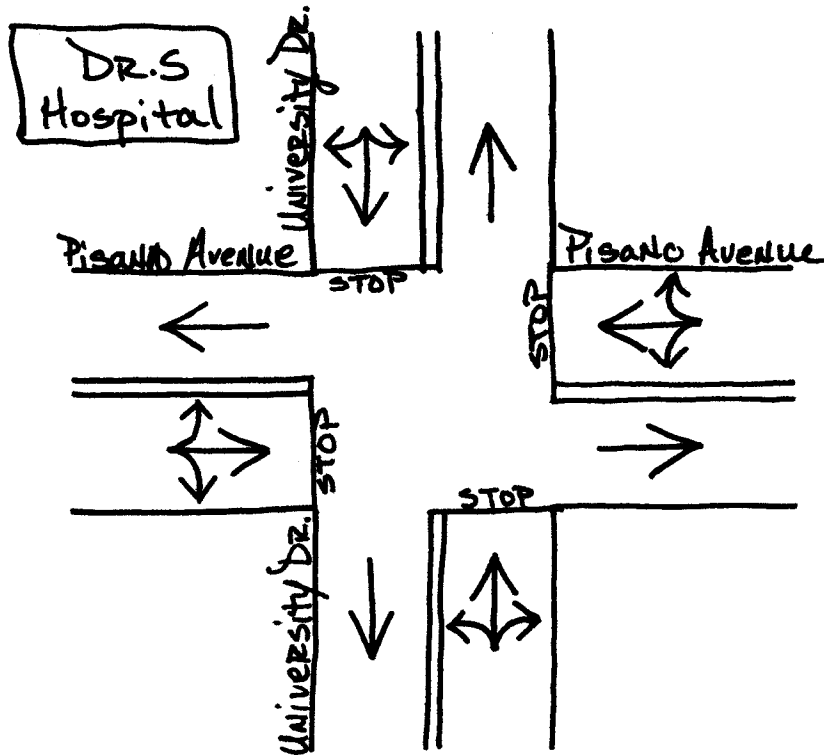 DR.S
Hospital
University Dr.
Pisano Avenue
Pisano Avenue
STOP
STOP
STOP
STOP
University Dr.